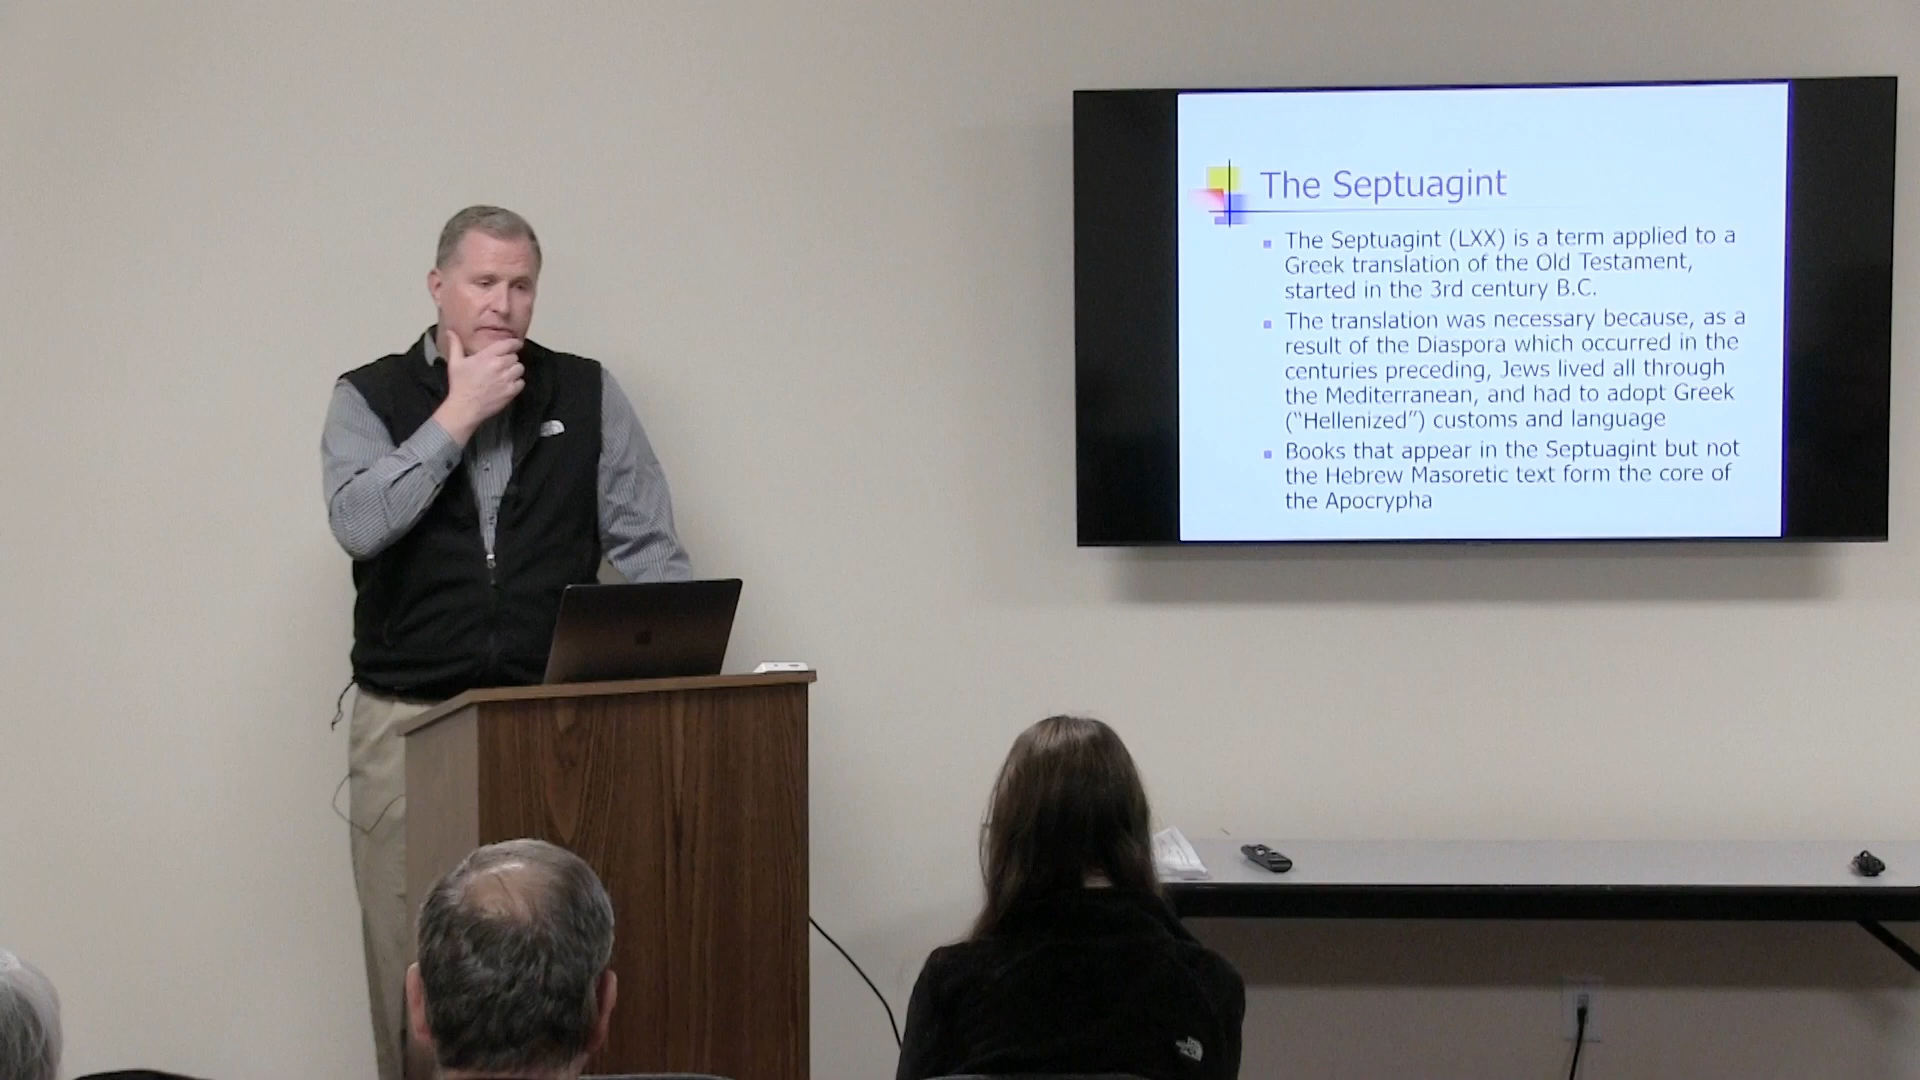 The Septuagint
The Septuagint (LXX) is a term applied to a
Greek translation of the Old Testament,
started in the 3rd century B.C.
The translation was necessary because, as a
result of the Diaspora which occurred in the
centuries preceding, Jews lived all through
the Mediterranean, and had to adopt Greek
(“Hellenized”) customs and language
Books that appear in the Septuagint but not
the Hebrew Masoretic text form the core of
the Apocrypha